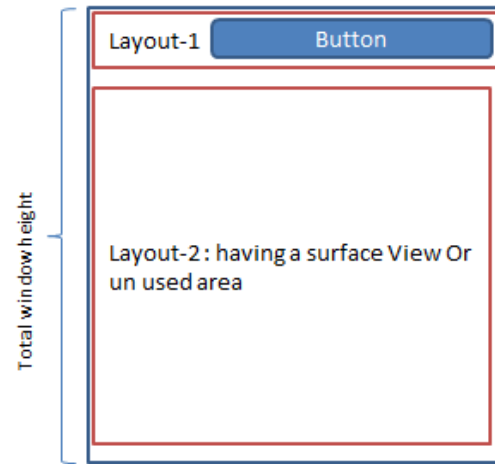 Layout-1
Button
Total window height
Layout-2 : having a surface View Or
un used area